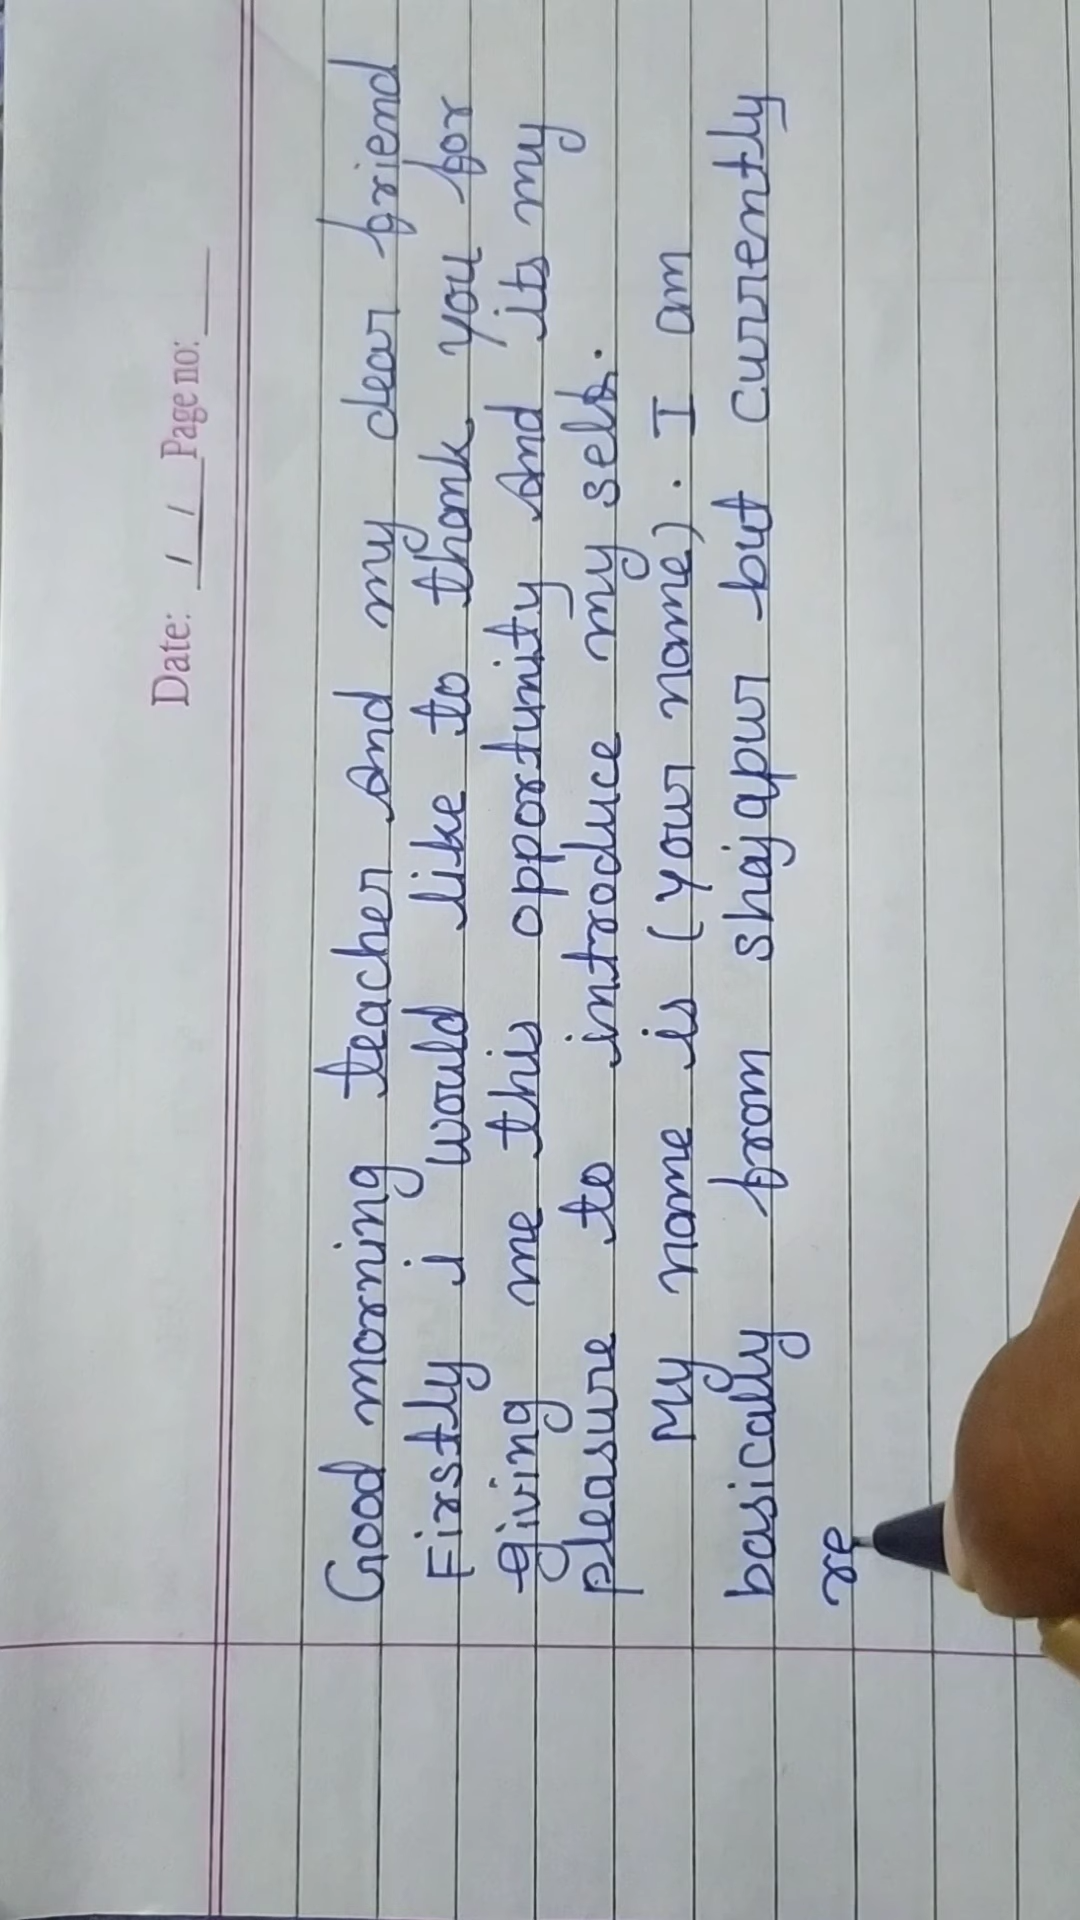 Date: / / Page no:
Good morning teacher and my dear friend
Firstly i would like to thank you for
giving me this opportunity and its my
pleasure to introduce my self.
My name is (your name). I am
basically from shajapur but currently
re